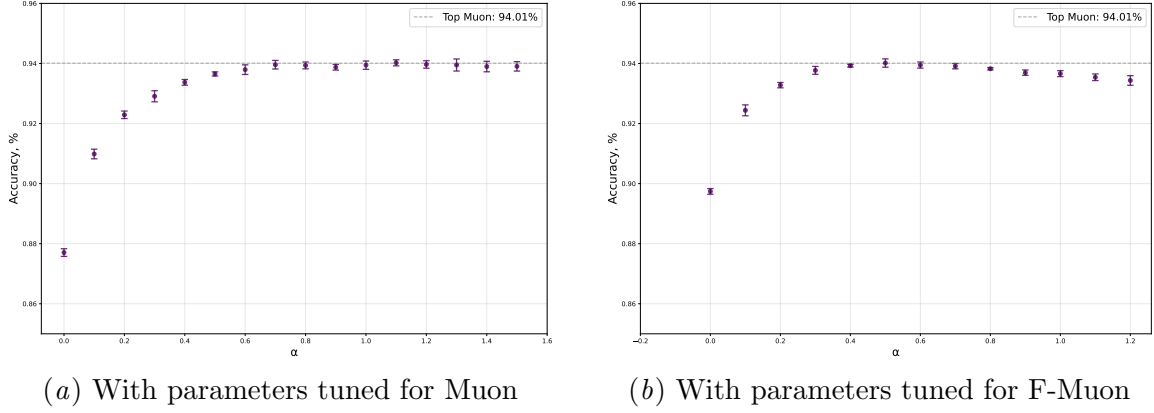 0.96
0.94
0.92
0.90
0.88
0.86
Accuracy, %
Top Muon: 94.01%
0.0 0.2 0.4 0.6 0.8 1.0 1.2 1.4 1.6
α
(a) With parameters tuned for Muon
0.96
0.94
0.92
0.90
0.88
0.86
Accuracy, %
Top Muon: 94.01%
−0.2 0.0 0.2 0.4 0.6 0.8 1.0 1.2
α
(b) With parameters tuned for F-Muon